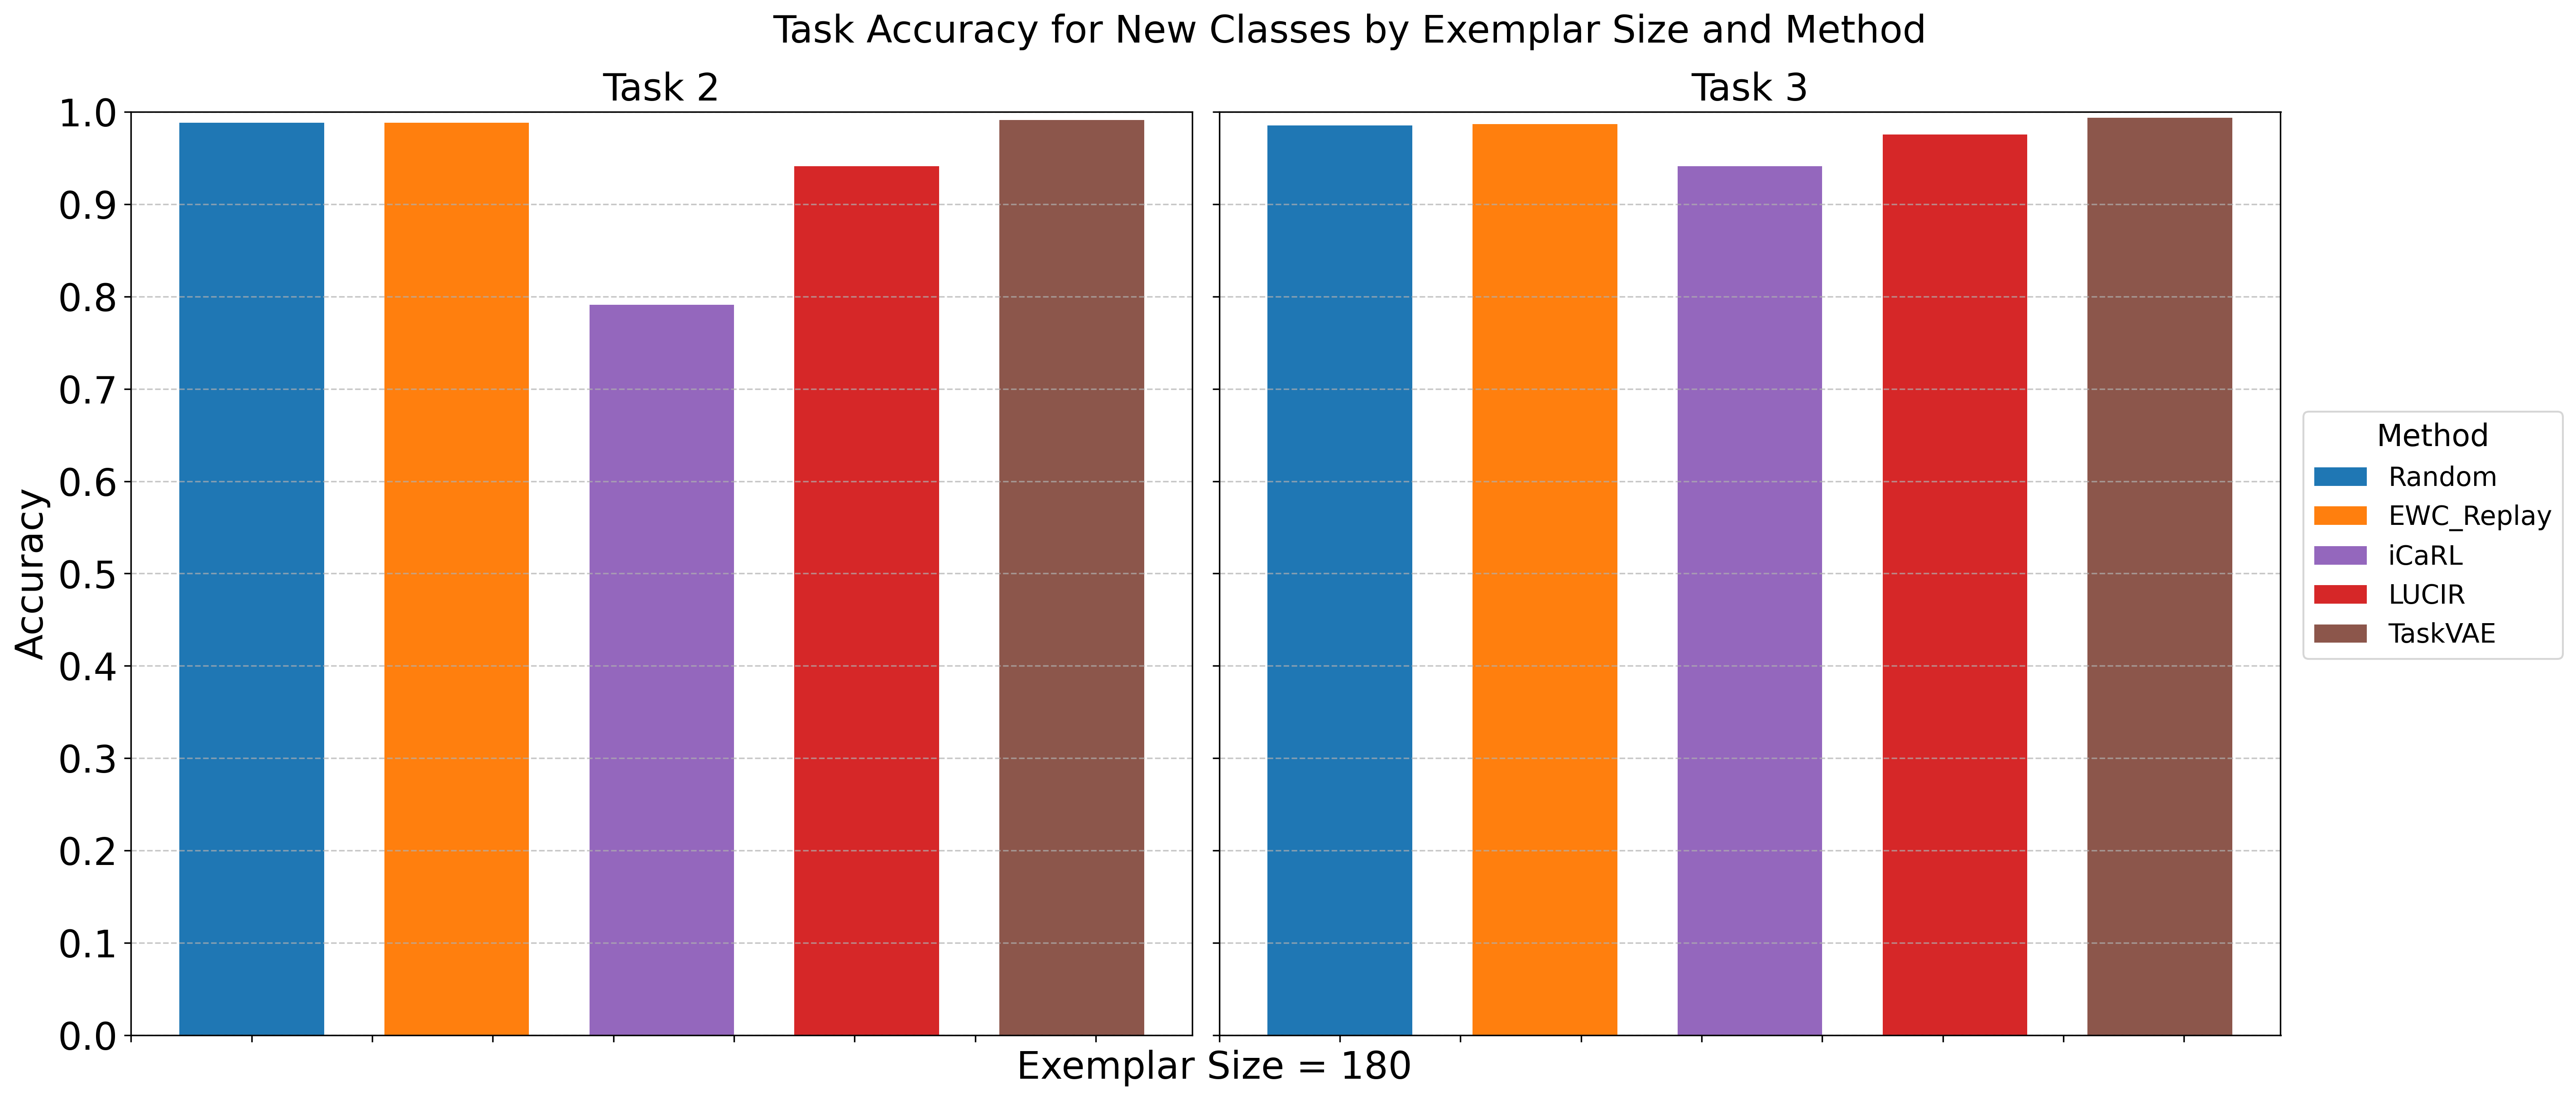 Task Accuracy for New Classes by Exemplar Size and Method
Task 2
Task 3
1.0
0.9
0.8
0.7
0.6
0.5
0.4
0.3
0.2
0.1
0.0
Accuracy
Exemplar Size = 180
Method
Random
EWC_Replay
iCaRL
LUCIR
TaskVAE